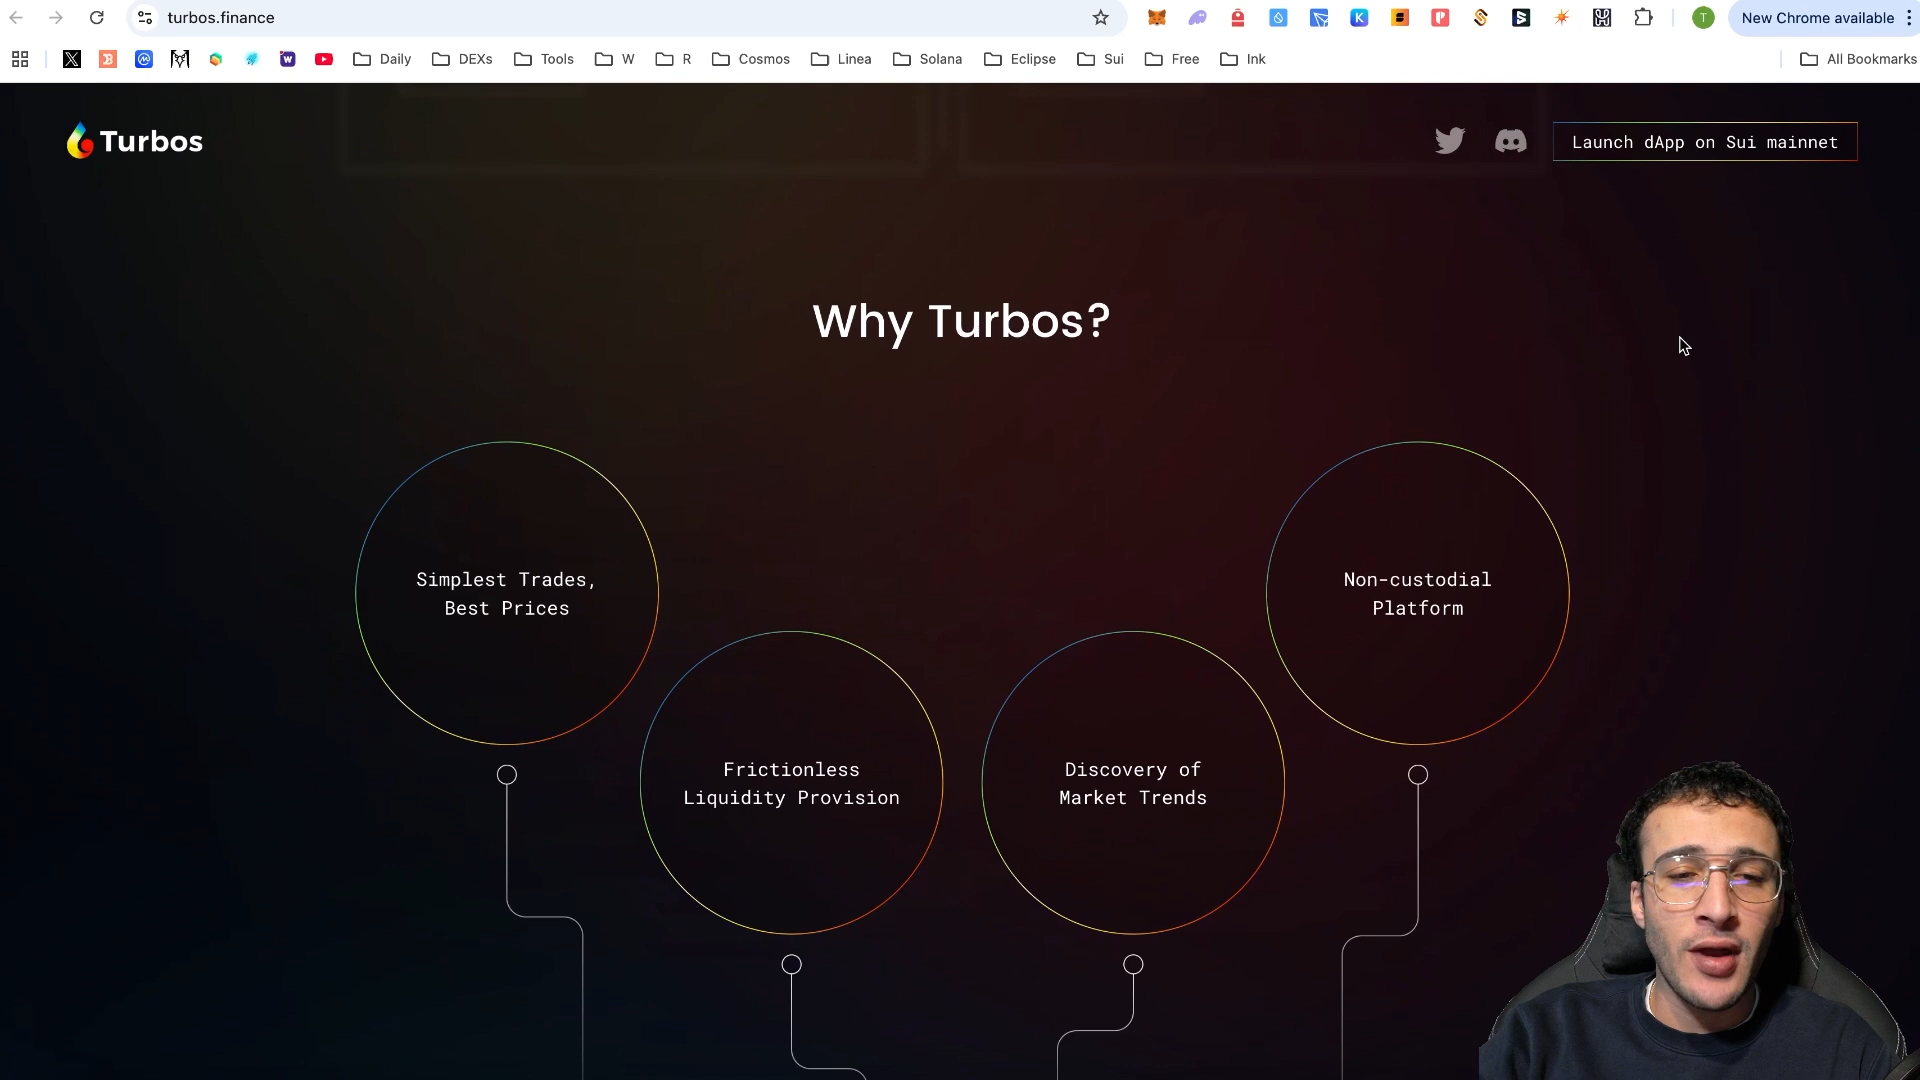 turbos.finance
T
New Chrome available
Daily
DEXs
Tools
W
R
Cosmos
Linea
Solana
Eclipse
Sui
Free
Ink
All Bookmarks
Turbos
Launch dApp on Sui mainnet
Why Turbos?
Simplest Trades,
Best Prices
Non-custodial
Platform
Frictionless
Liquidity Provision
Discovery of
Market Trends